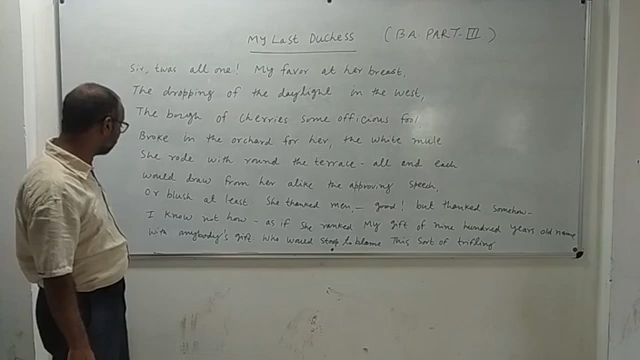 My Last Duchess (BA. PART-III)
Sir, twas all one! My favor at her breast,
The dropping of the daylight in the west,
The bough of cherries some officious fool
Broke in the orchard for her, the white mule
She rode with round the terrace - all and each
would draw from her alike the approving speech,
Or blush at least. She thanked men, - good! but thanked somehow-
I know not how - as if she ranked My gift of nine hundred years old name
With anybody's gift who would stoop to blame This sort of trifling